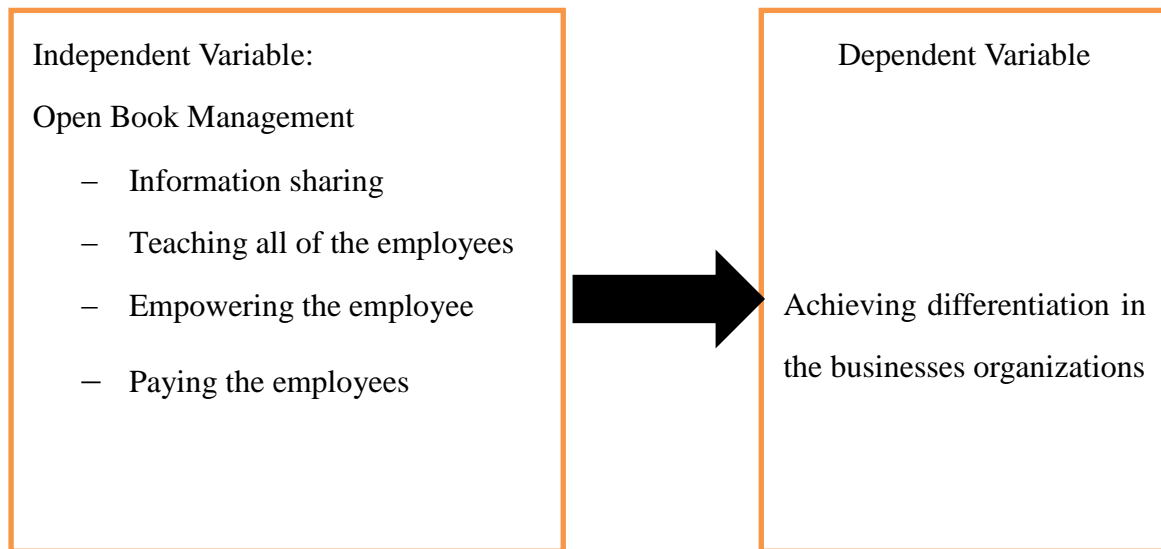 Independent Variable:
Open Book Management
– Information sharing
– Teaching all of the employees
– Empowering the employee
– Paying the employees
Dependent Variable
Achieving differentiation in
the businesses organizations